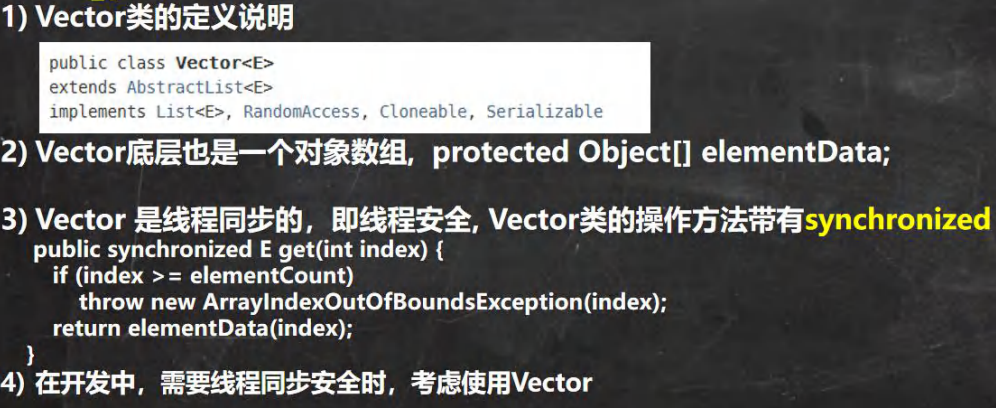 1) Vector类的定义说明
public class Vector<E>
extends AbstractList<E>
implements List<E>, RandomAccess, Cloneable, Serializable
2) Vector底层也是一个对象数组, protected Object[] elementData;
3) Vector 是线程同步的，即线程安全, Vector类的操作方法带有synchronized
public synchronized E get(int index) {
if (index >= elementCount)
throw new ArrayIndexOutOfBoundsException(index);
return elementData(index);
}
4) 在开发中，需要线程同步安全时，考虑使用Vector